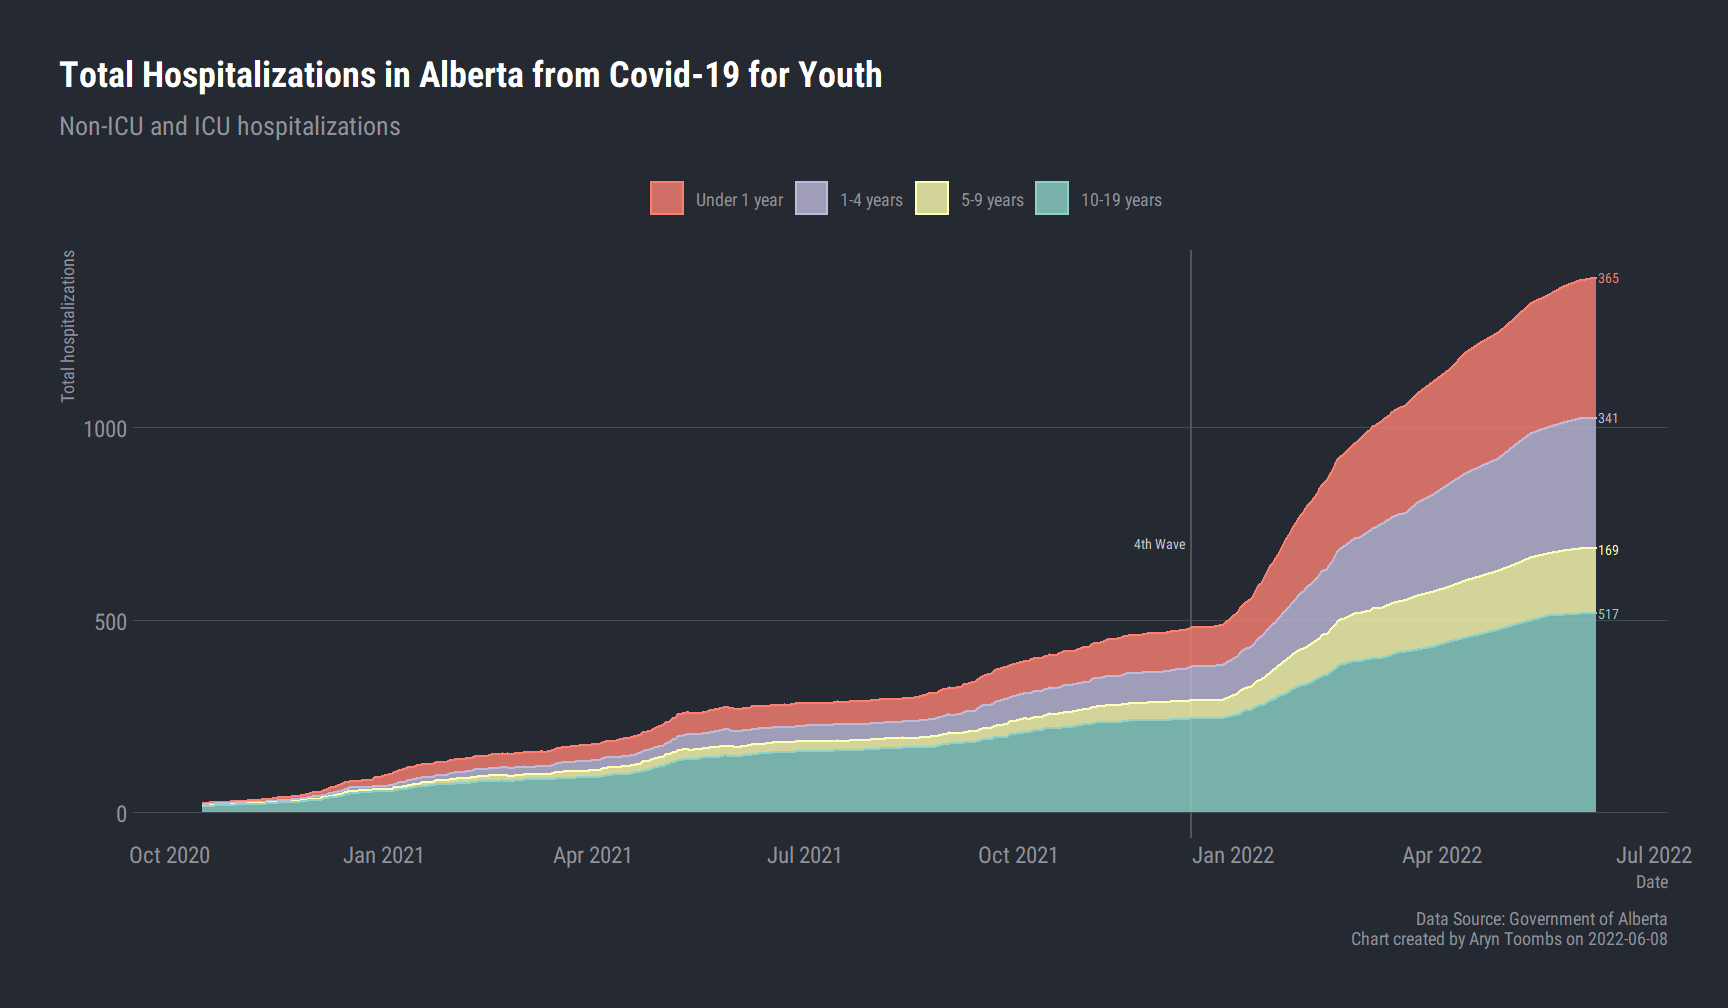 Total Hospitalizations in Alberta from Covid-19 for Youth
Non-ICU and ICU hospitalizations
Under 1 year 1-4 years 5-9 years 10-19 years
Total hospitalizations
365
341
1000
4th Wave
169
517
500
0
Oct 2020 Jan 2021 Apr 2021 Jul 2021 Oct 2021 Jan 2022 Apr 2022 Jul 2022
Date
Data Source: Government of Alberta
Chart created by Aryn Toombs on 2022-06-08